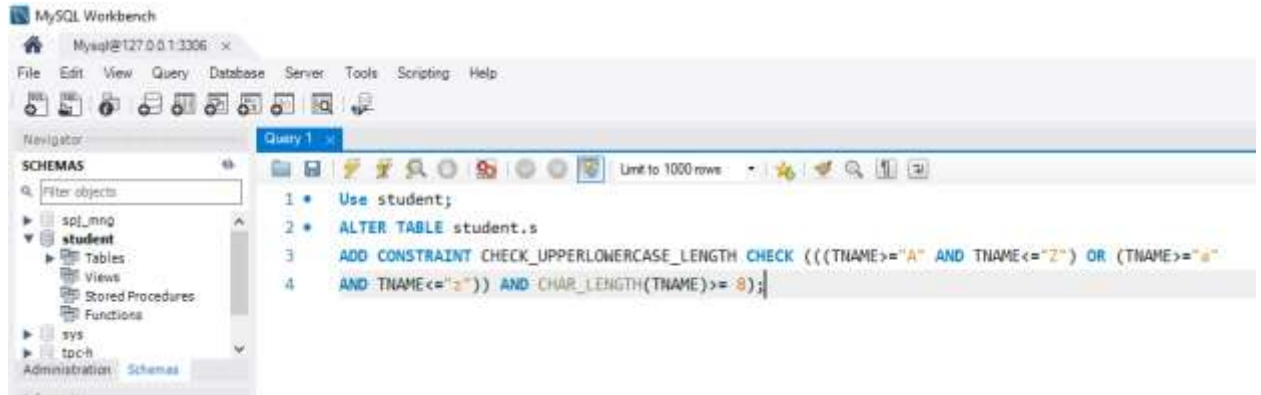 MySQL Workbench
Mysql@127.0.0.1:3306 ×
File Edit View Query Database Server Tools Scripting Help
Navigator
Query 1 ×
SCHEMAS
Limit to 1000 rows
Filter objects
1 • Use student;
spj_mng
2 • ALTER TABLE student.s
student
Tables
3 ADD CONSTRAINT CHECK_UPPERLOWERCASE_LENGTH CHECK (((TNAME>="A" AND TNAME<="Z") OR (TNAME>="a"
Views
4 AND TNAME<="z")) AND CHAR_LENGTH(TNAME)>= 8);
Stored Procedures
Functions
sys
tpc-h
Administration Schemas